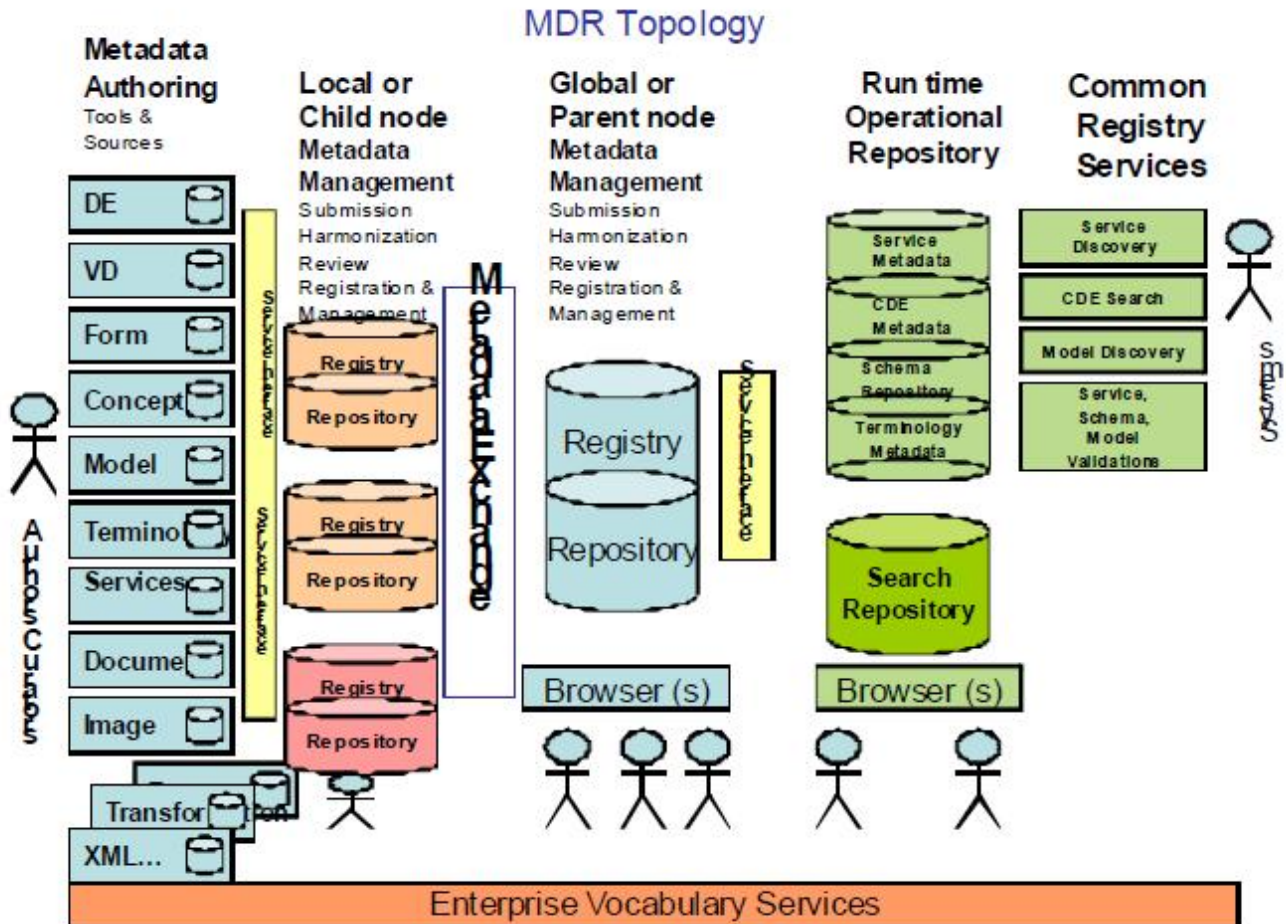 MDR Topology
Metadata
Authoring
Tools &
Sources
DE
VD
Form
Concept
Model
Services
Docume
Image
XML...
Local or
Child node
Metadata
Management
Submission
Harmonization
Review
Registration &
Management
Registry
Repository
Registry
Repository
Registry
Repository
Global or
Parent node
Metadata
Management
Submission
Harmonization
Review
Registration &
Management
Registry
Repository
Browser (s)
Run time
Operational
Repository
Service
Metadata
CDE
Metadata
Schema
Repository
Terminology
Metadata
Search
Repository
Browser (s)
Common
Registry
Services
Service
Discovery
CDE Search
Model Discovery
Service,
Schema,
Model
Validations
Enterprise Vocabulary Services